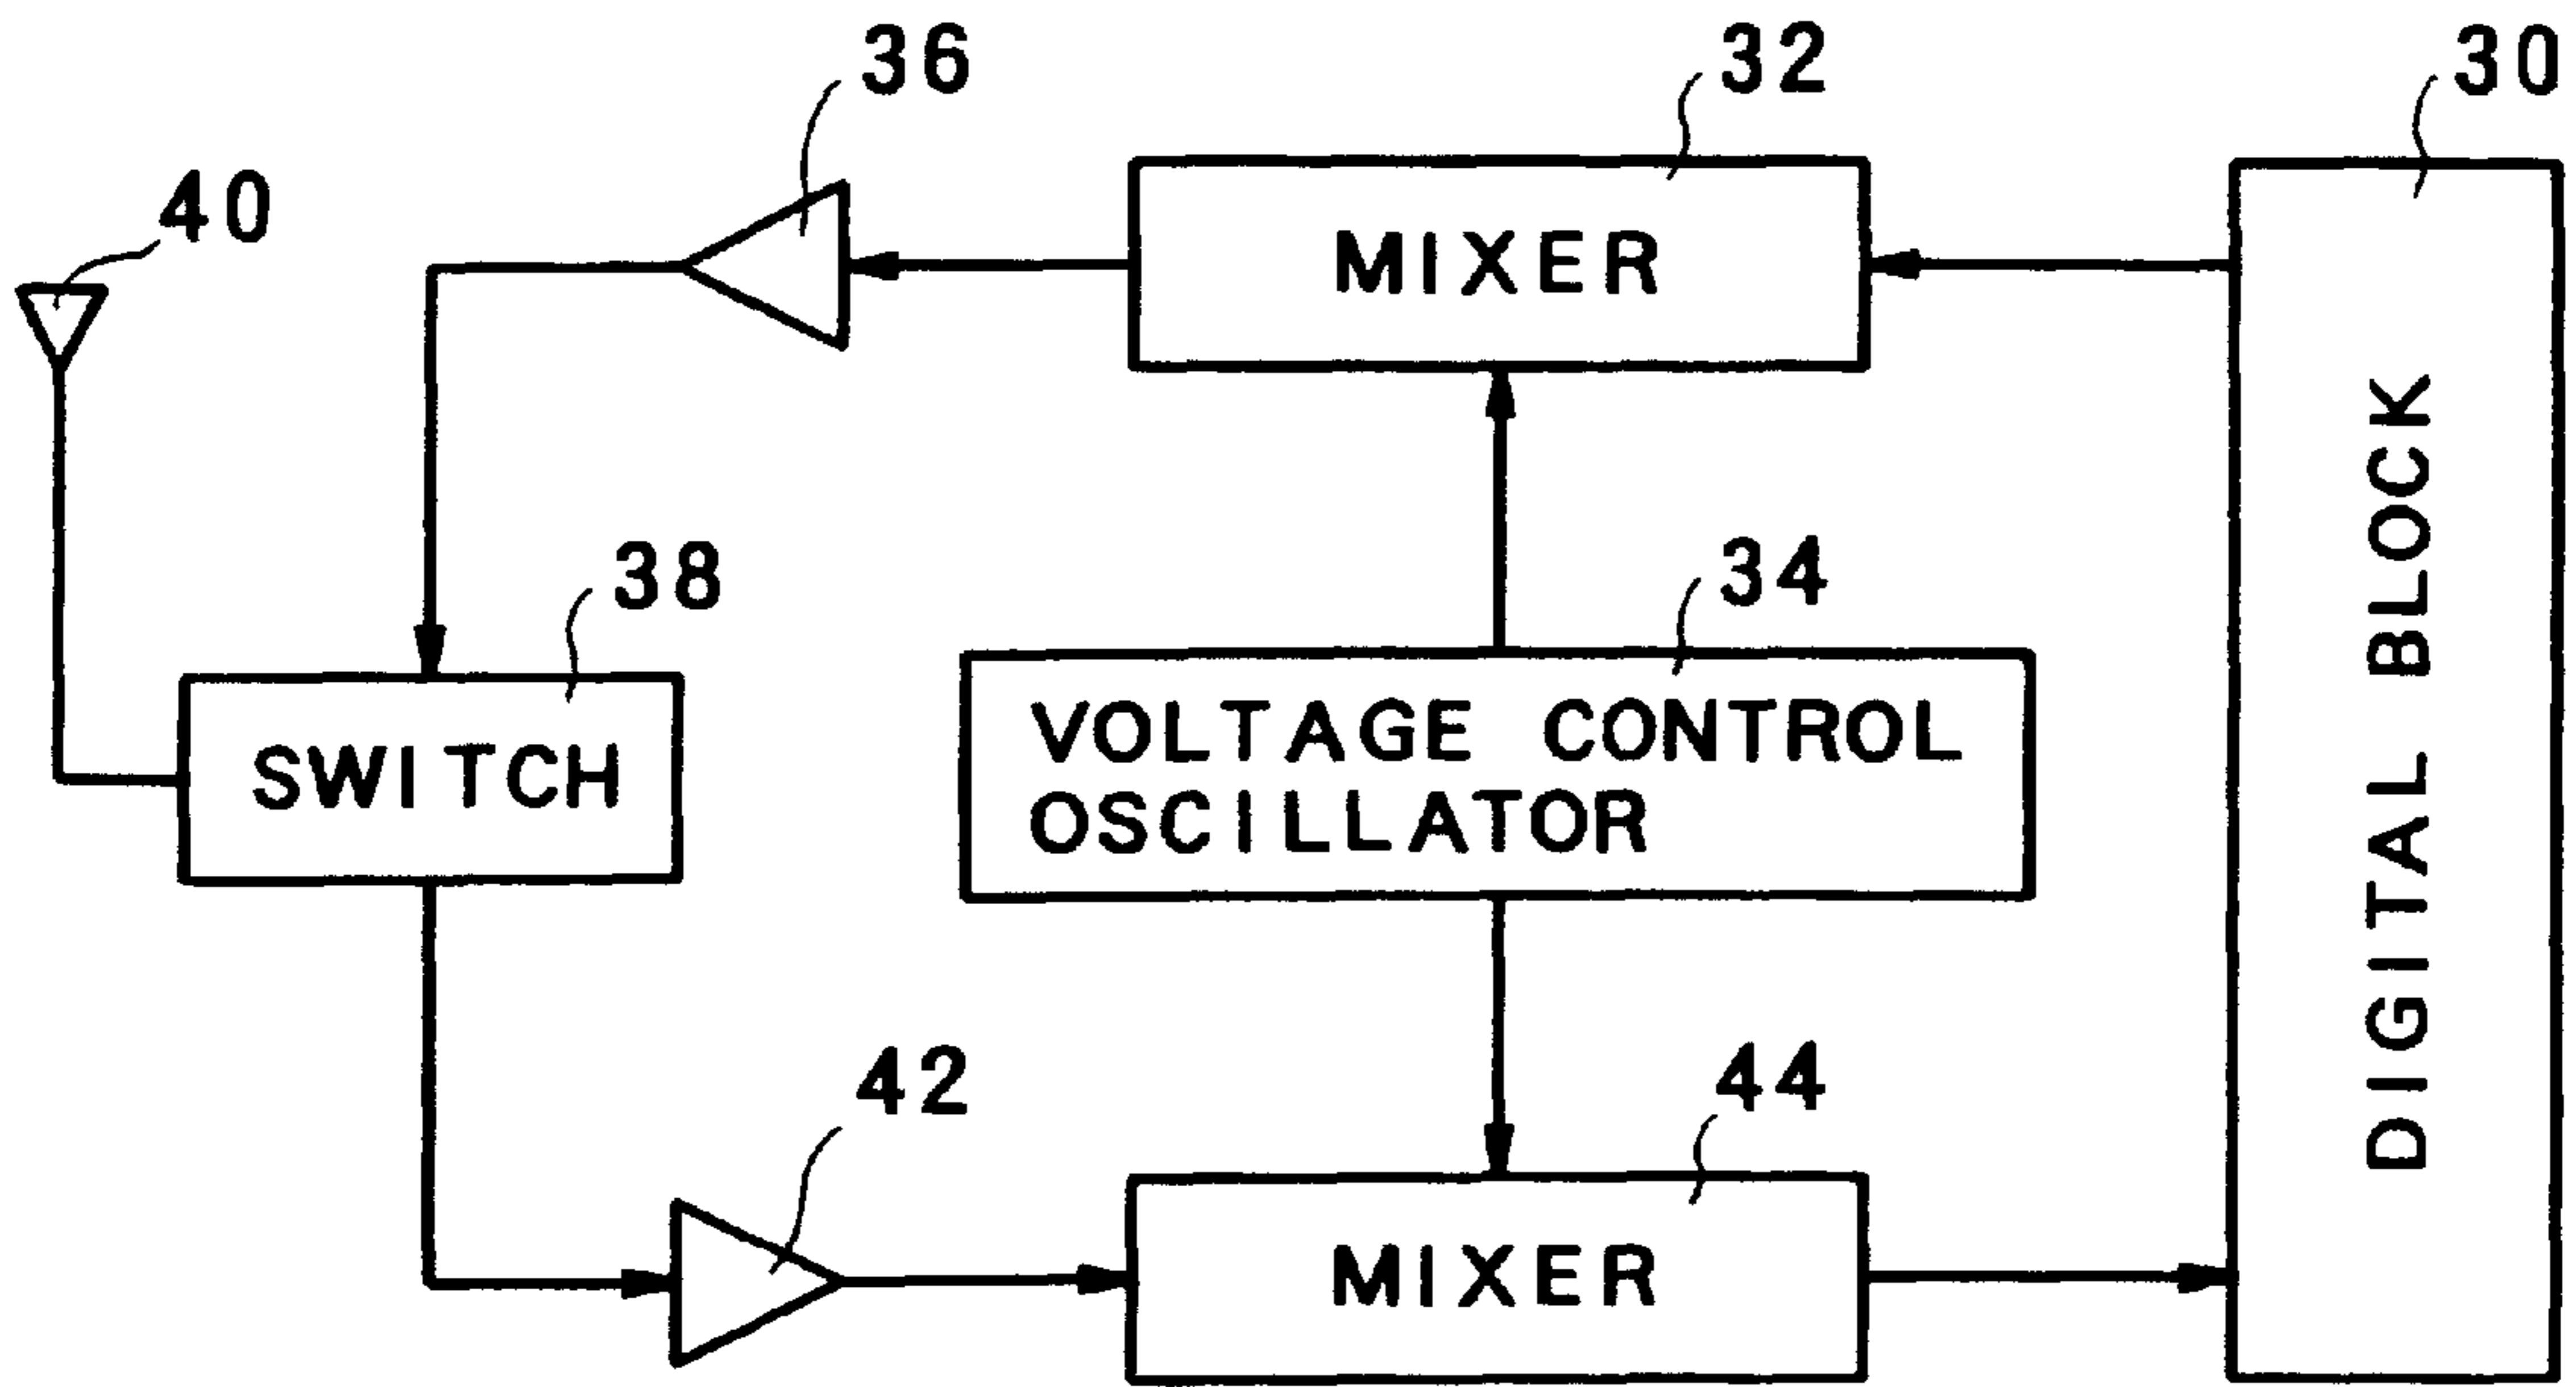 36
32
30
40
MIXER
38
34
SWITCH
VOLTAGE CONTROL
OSCILLATOR
DIGITAL BLOCK
42
44
MIXER